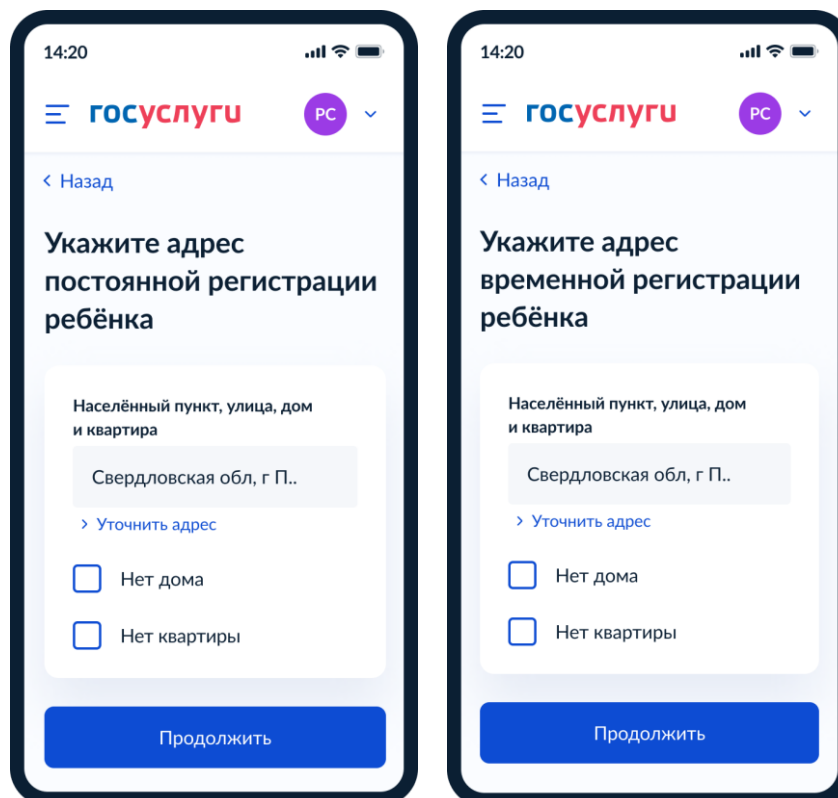 14:20
госуслуги
РС
Назад
Укажите адрес
постоянной регистрации
ребёнка
Населённый пункт, улица, дом
и квартира
Свердловская обл, г П..
Уточнить адрес
Нет дома
Нет квартиры
Продолжить
14:20
госуслуги
РС
Назад
Укажите адрес
временной регистрации
ребёнка
Населённый пункт, улица, дом
и квартира
Свердловская обл, г П..
Уточнить адрес
Нет дома
Нет квартиры
Продолжить